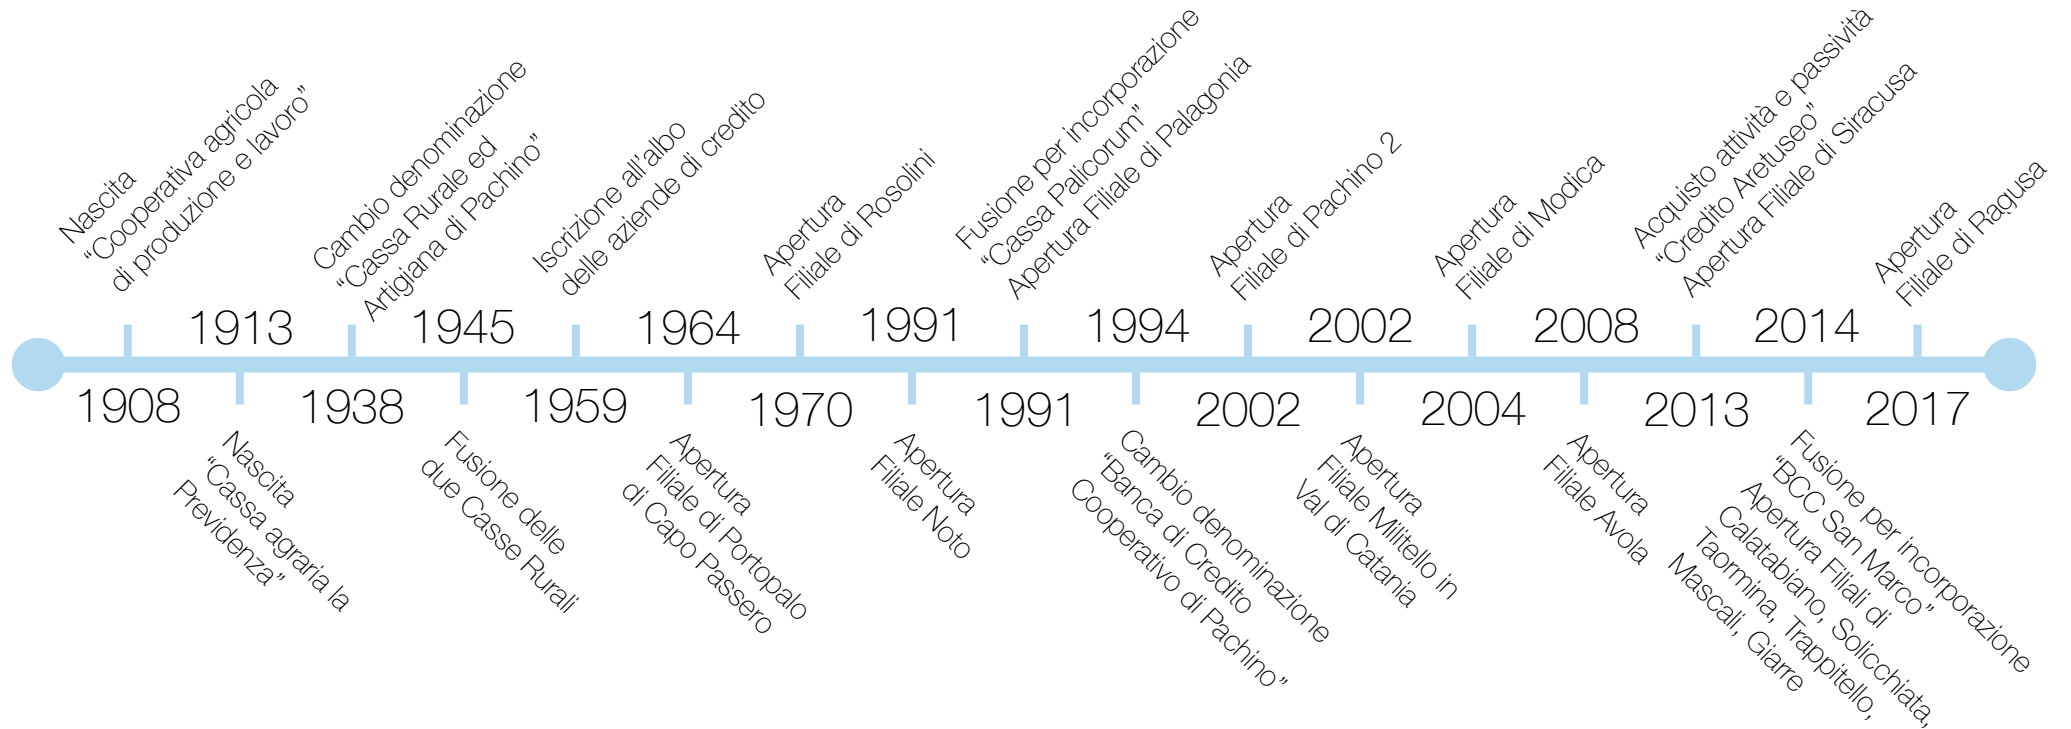 1908
Nascita
“Cooperativa agricola
di produzione e lavoro”
1913
Nascita
“Cassa agraria la
Previdenza”
1938
Cambio denominazione
“Cassa Rurale ed
Artigiana di Pachino”
1945
Fusione delle
due Casse Rurali
1959
Iscrizione all’albo
delle aziende di credito
1964
Apertura
Filiale di Portopalo
di Capo Passero
1970
Apertura
Filiale di Rosolini
1991
Apertura
Filiale Noto
1991
Fusione per incorporazione
“Cassa Palicorum”
Apertura Filiale di Palagonia
1994
Cambio denominazione
“Banca di Credito
Cooperativo di Pachino”
2002
Apertura
Filiale di Pachino 2
2002
Apertura
Filiale Militello in
Val di Catania
2004
Apertura
Filiale di Modica
2008
Apertura
Filiale Avola
2013
Acquisto attività e passività
“Credito Aretuseo”
Apertura Filiale di Siracusa
2014
Fusione per incorporazione
“BCC San Marco”
Apertura Filiali di
Calatabiano, Solicchiata,
Taormina, Trappitello,
Mascali, Giarre
2017
Apertura
Filiale di Ragusa